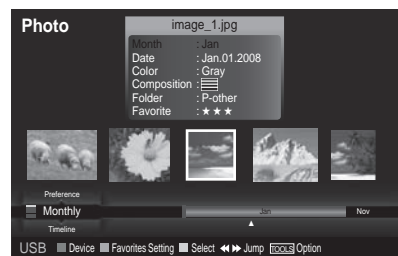 Photo
image_1.jpg
Month : Jan
Date : Jan.01.2008
Color : Gray
Composition :
Folder : P-other
Favorite : ★ ★ ★
Preference
Monthly
Jan
Nov
Timeline
USB Device Favorites Setting Select Jump TOOLS Option